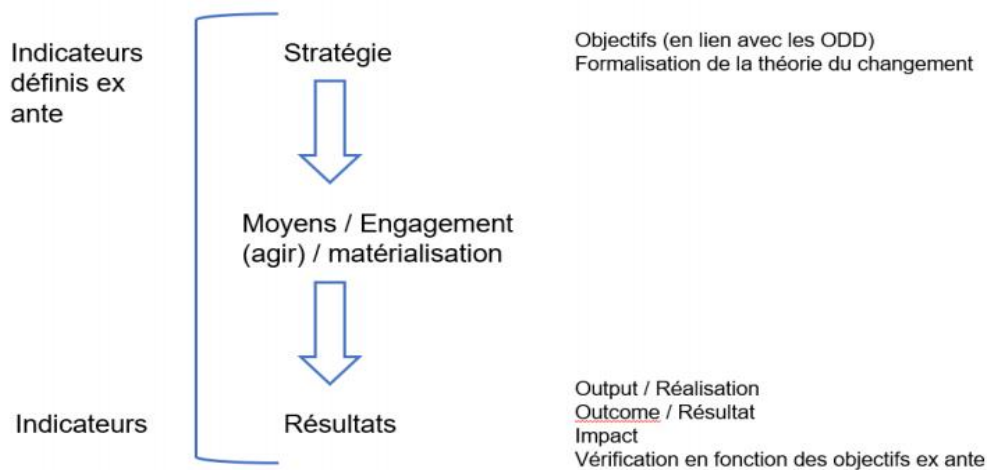 Indicateurs
définis ex
ante
Stratégie
Objectifs (en lien avec les ODD)
Formalisation de la théorie du changement
Moyens / Engagement
(agir) / matérialisation
Indicateurs
Résultats
Output / Réalisation
Outcome / Résultat
Impact
Vérification en fonction des objectifs ex ante